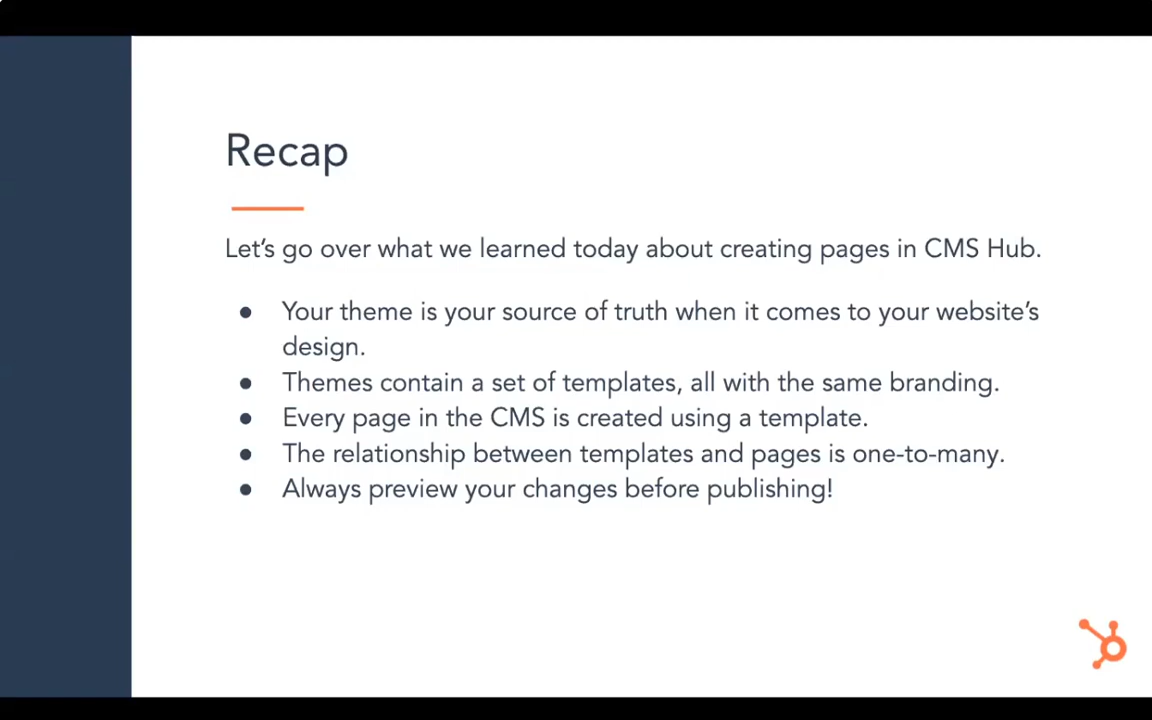 Recap
Let's go over what we learned today about creating pages in CMS Hub.
● Your theme is your source of truth when it comes to your website's
design.
● Themes contain a set of templates, all with the same branding.
● Every page in the CMS is created using a template.
● The relationship between templates and pages is one-to-many.
● Always preview your changes before publishing!